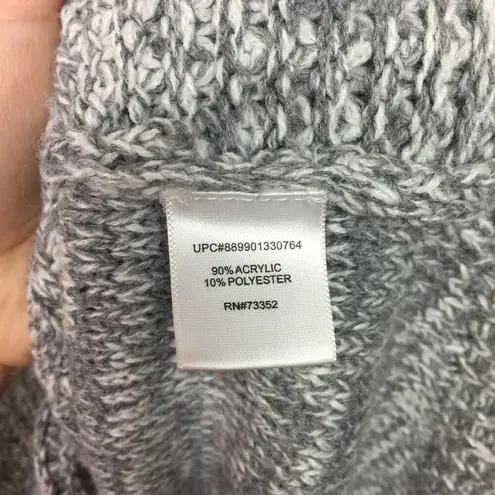 UPC#889901330764
90% ACRYLIC
10% POLYESTER
RN#73352